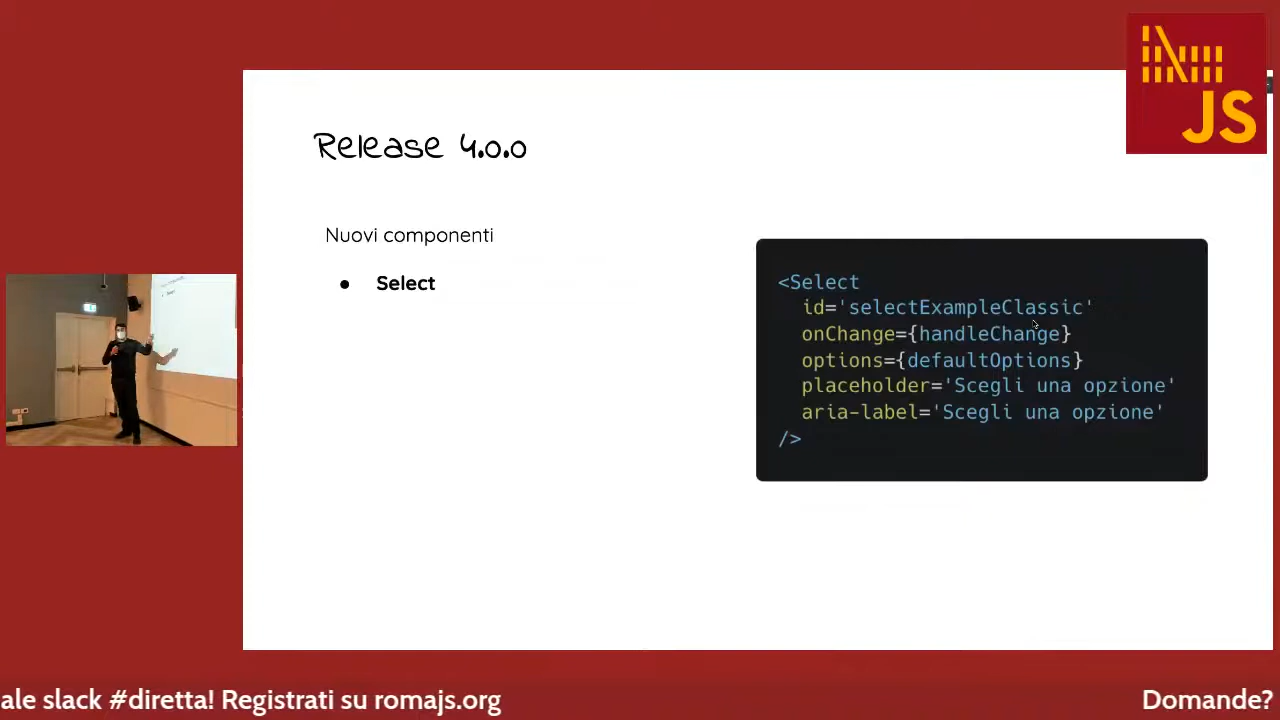 JS
Release 4.0.0
Nuovi componenti
● Select
<Select
id='selectExampleClassic'
onChange={handleChange}
options={defaultOptions}
placeholder='Scegli una opzione'
aria-label='Scegli una opzione'
/>
ale slack #diretta! Registrati su romajs.org
Domande?